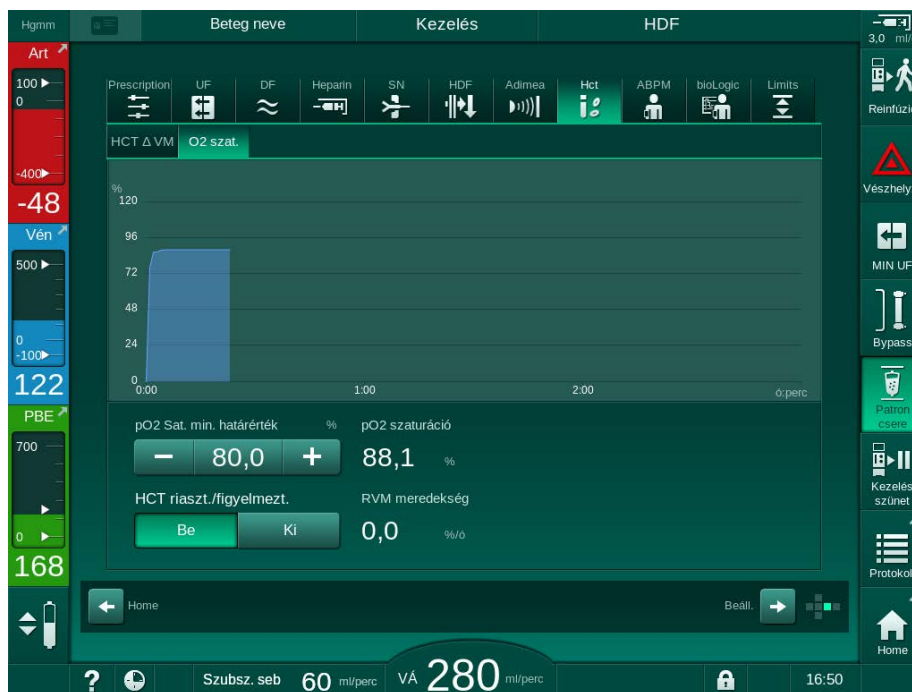 Hgmm
Beteg neve
Kezelés
HDF
3,0 ml/
Art
100
0
-400
-48
Vén
500
0
-100
122
PBE
700
0
168
Prescription
UF
DF
Heparin
SN
HDF
Adimea
Hct
ABPM
bioLogic
Limits
HCT Δ VM
O2 szat.
%
120
96
72
48
24
0
0:00
1:00
2:00
ó:perc
pO2 Sat. min. határérték %
80,0
pO2 szaturáció
88,1 %
HCT riaszt./figyelmezt.
Be
Ki
RVM meredekség
0,0 %/ó
Home
Beáll.
Reinfúzi
Vészhely
MIN UF
Bypass
Patron
csere
Kezelés
szünet
Protokol
Home
?
Szubsz. seb 60 ml/perc
VÁ 280 ml/perc
16:50